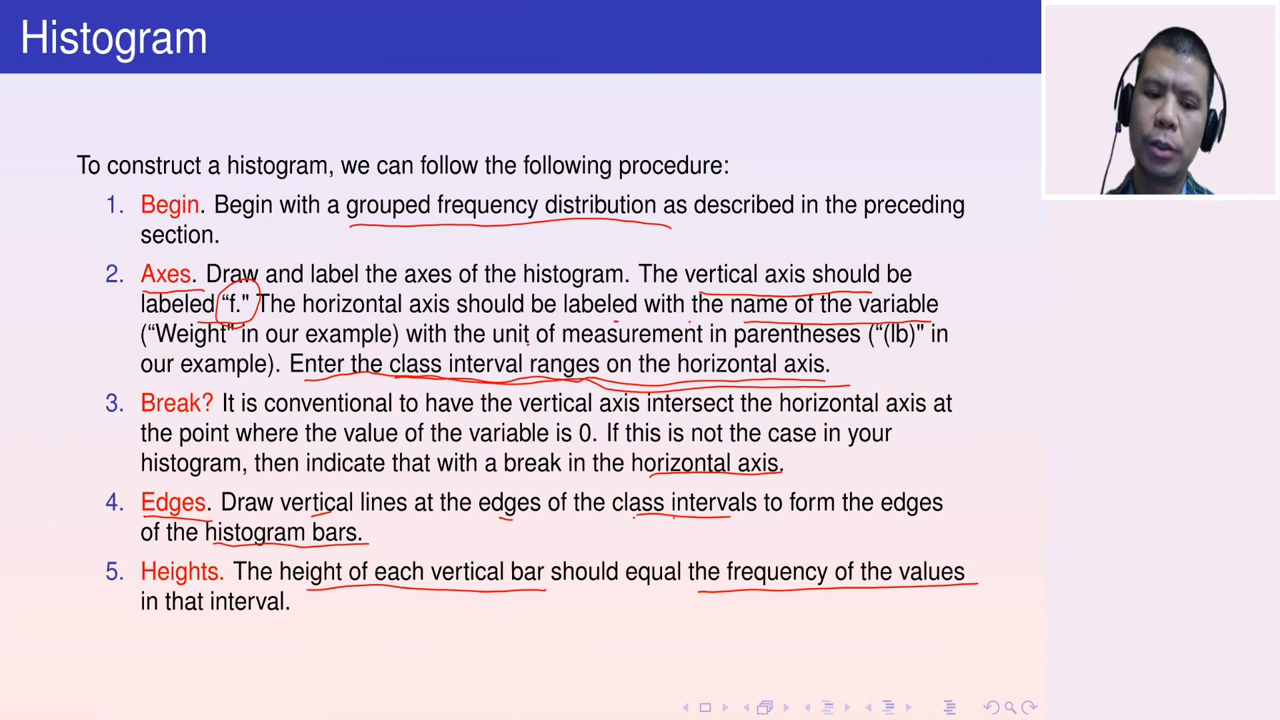 Histogram
To construct a histogram, we can follow the following procedure:
1. Begin. Begin with a grouped frequency distribution as described in the preceding
section.
2. Axes. Draw and label the axes of the histogram. The vertical axis should be
labeled “f." The horizontal axis should be labeled with the name of the variable
(“Weight" in our example) with the unit of measurement in parentheses (“(lb)" in
our example). Enter the class interval ranges on the horizontal axis.
3. Break? It is conventional to have the vertical axis intersect the horizontal axis at
the point where the value of the variable is 0. If this is not the case in your
histogram, then indicate that with a break in the horizontal axis.
4. Edges. Draw vertical lines at the edges of the class intervals to form the edges
of the histogram bars.
5. Heights. The height of each vertical bar should equal the frequency of the values
in that interval.